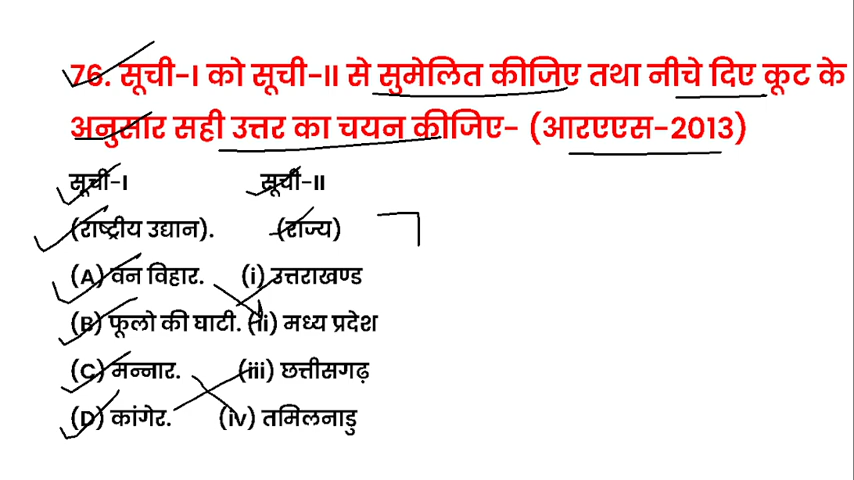 76. सूची-I को सूची-II से सुमेलित कीजिए तथा नीचे दिए कूट के
अनुसार सही उत्तर का चयन कीजिए- (आरएएस-2013)
सूची-I सूची-II
(राष्ट्रीय उद्यान). (राज्य)
(A) वन विहार. (i) उत्तराखण्ड
(B) फूलो की घाटी. (ii) मध्य प्रदेश
(C) मन्नार. (iii) छत्तीसगढ़
(D) कांगेर. (iv) तमिलनाडु